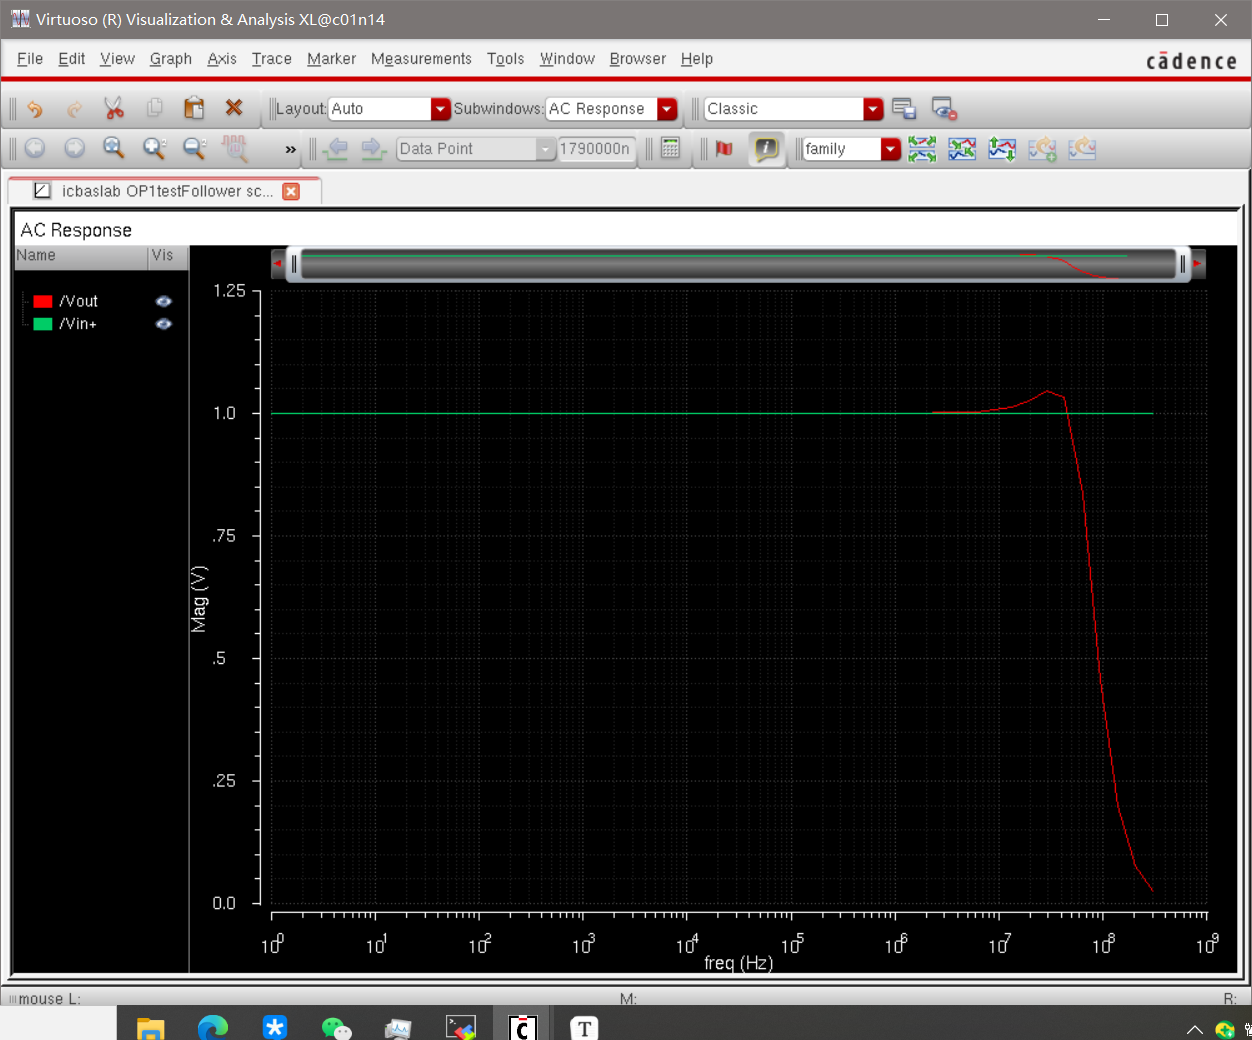 Virtuoso (R) Visualization & Analysis XL@c01n14
File Edit View Graph Axis Trace Marker Measurements Tools Window Browser Help
cādence
Layout: Auto Subwindows: AC Response Classic
» Data Point 1790000n family
icbaslab OP1testFollower sc...
AC Response
Name Vis
/Vout
/Vin+
1.25
1.0
.75
.5
.25
0.0
Mag (V)
10^0 10^1 10^2 10^3 10^4 10^5 10^6 10^7 10^8 10^9
freq (Hz)
mouse L: M: R:
C T